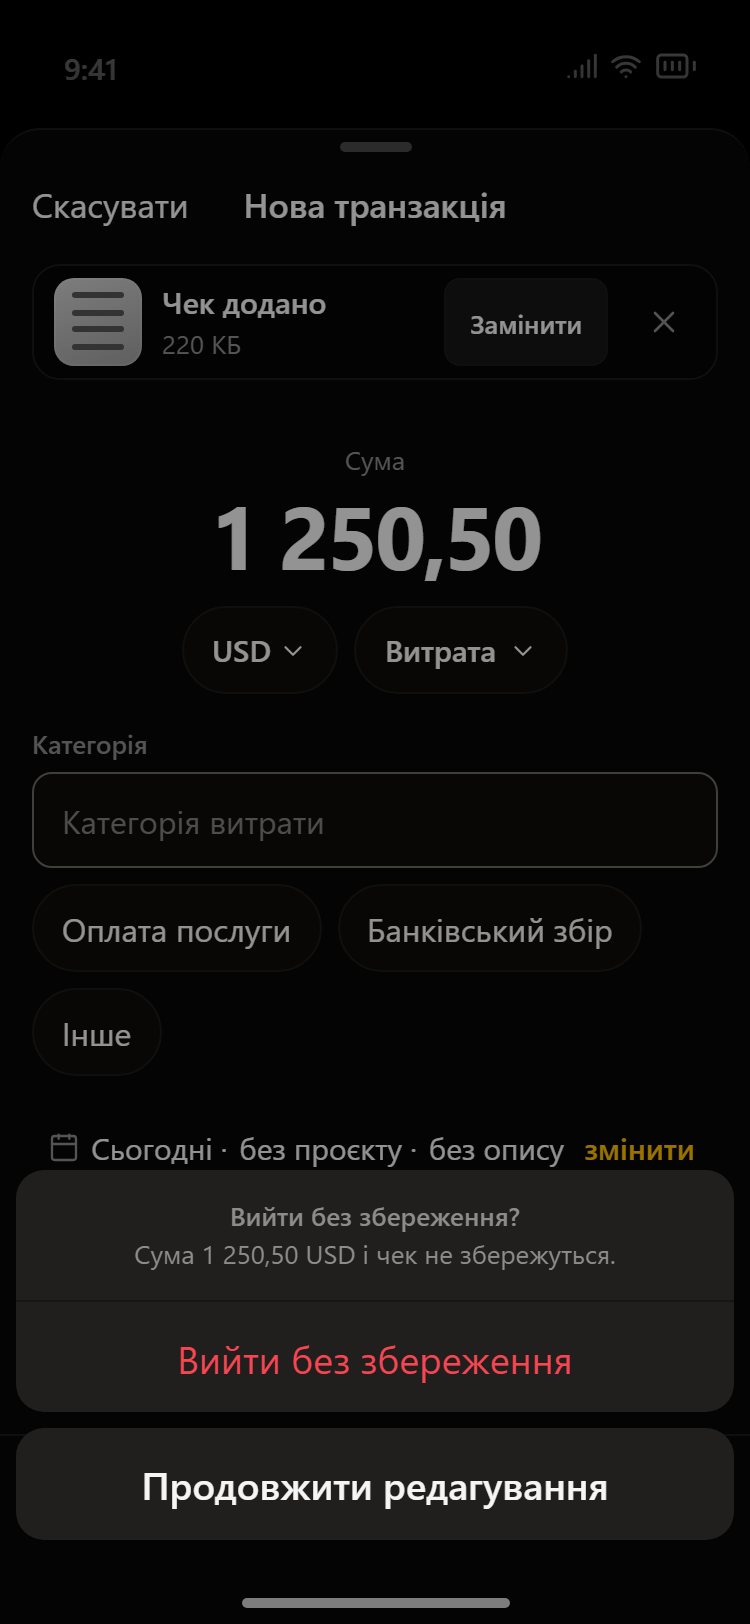 9:41
Скасувати Нова транзакція
Чек додано
220 КБ
Замінити
Сума
1 250,50
USD Витрата
Категорія
Категорія витрати
Оплата послуги Банківський збір
Інше
Сьогодні · без проєкту · без опису змінити
Вийти без збереження?
Сума 1 250,50 USD і чек не збережуться.
Вийти без збереження
Продовжити редагування